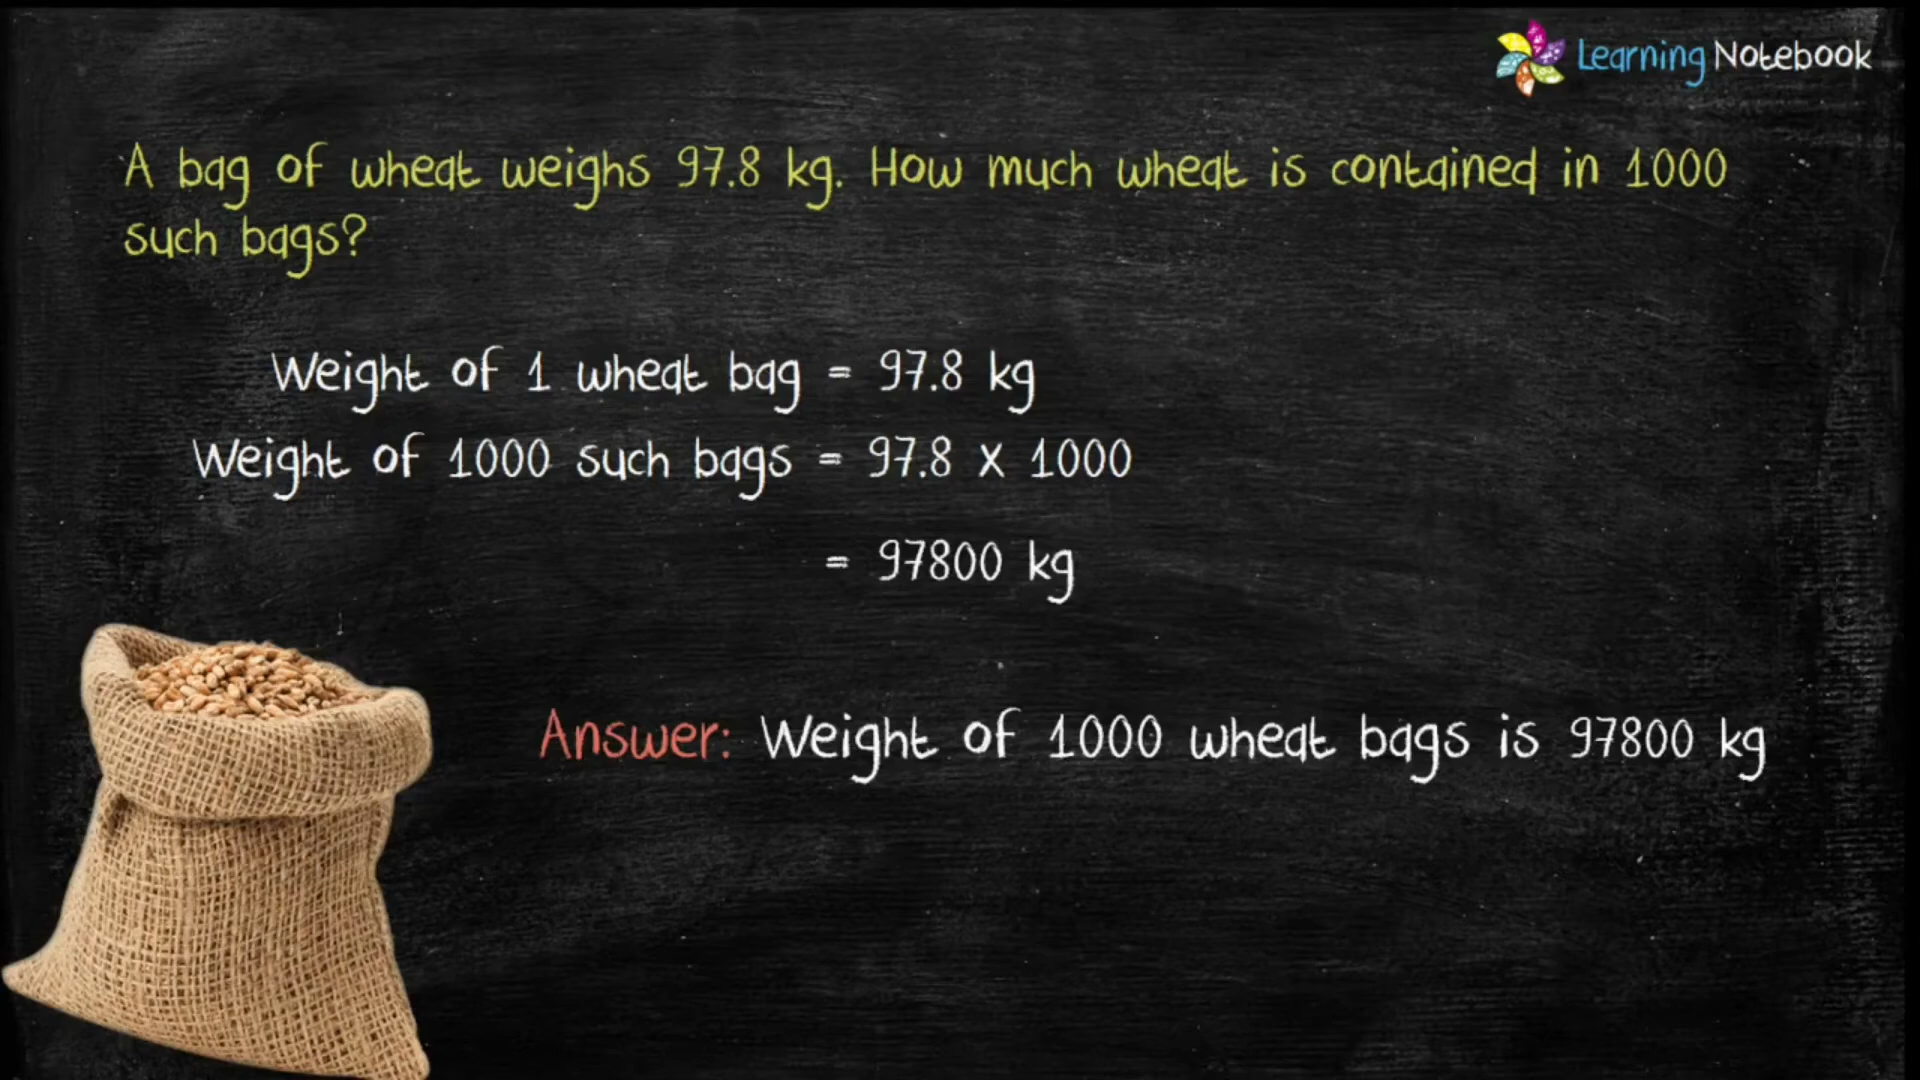 Learning Notebook
A bag of wheat weighs 97.8 kg. How much wheat is contained in 1000
such bags?
Weight of 1 wheat bag = 97.8 kg
Weight of 1000 such bags = 97.8 x 1000
= 97800 kg
Answer: Weight of 1000 wheat bags is 97800 kg